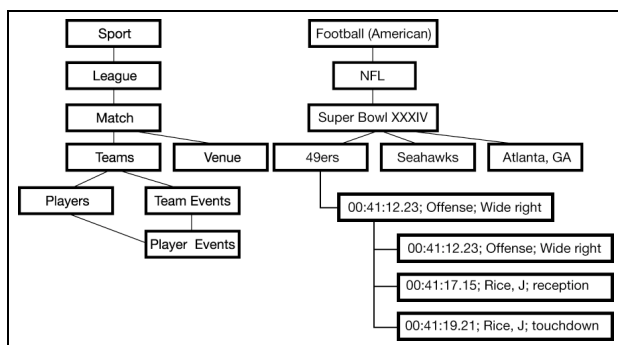 Sport
Football (American)
League
NFL
Match
Super Bowl XXXIV
Teams
Venue
49ers
Seahawks
Atlanta, GA
Players
Team Events
00:41:12.23; Offense; Wide right
Player Events
00:41:12.23; Offense; Wide right
00:41:17.15; Rice, J; reception
00:41:19.21; Rice, J; touchdown